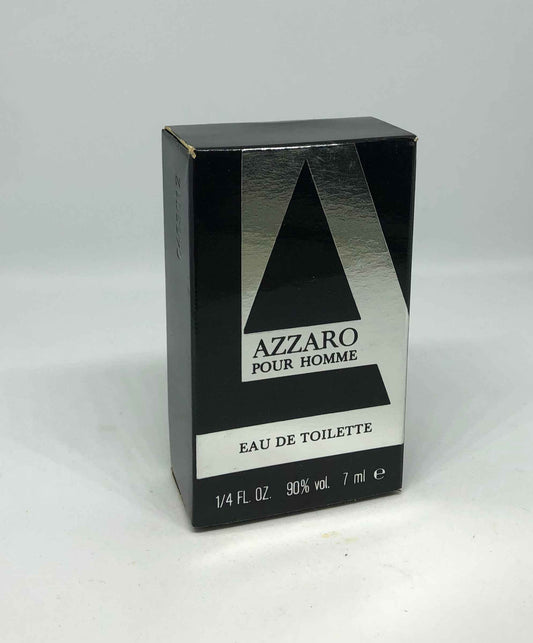 AZZARO
POUR HOMME
EAU DE TOILETTE
1/4 FL. OZ. 90% vol. 7 ml ℮